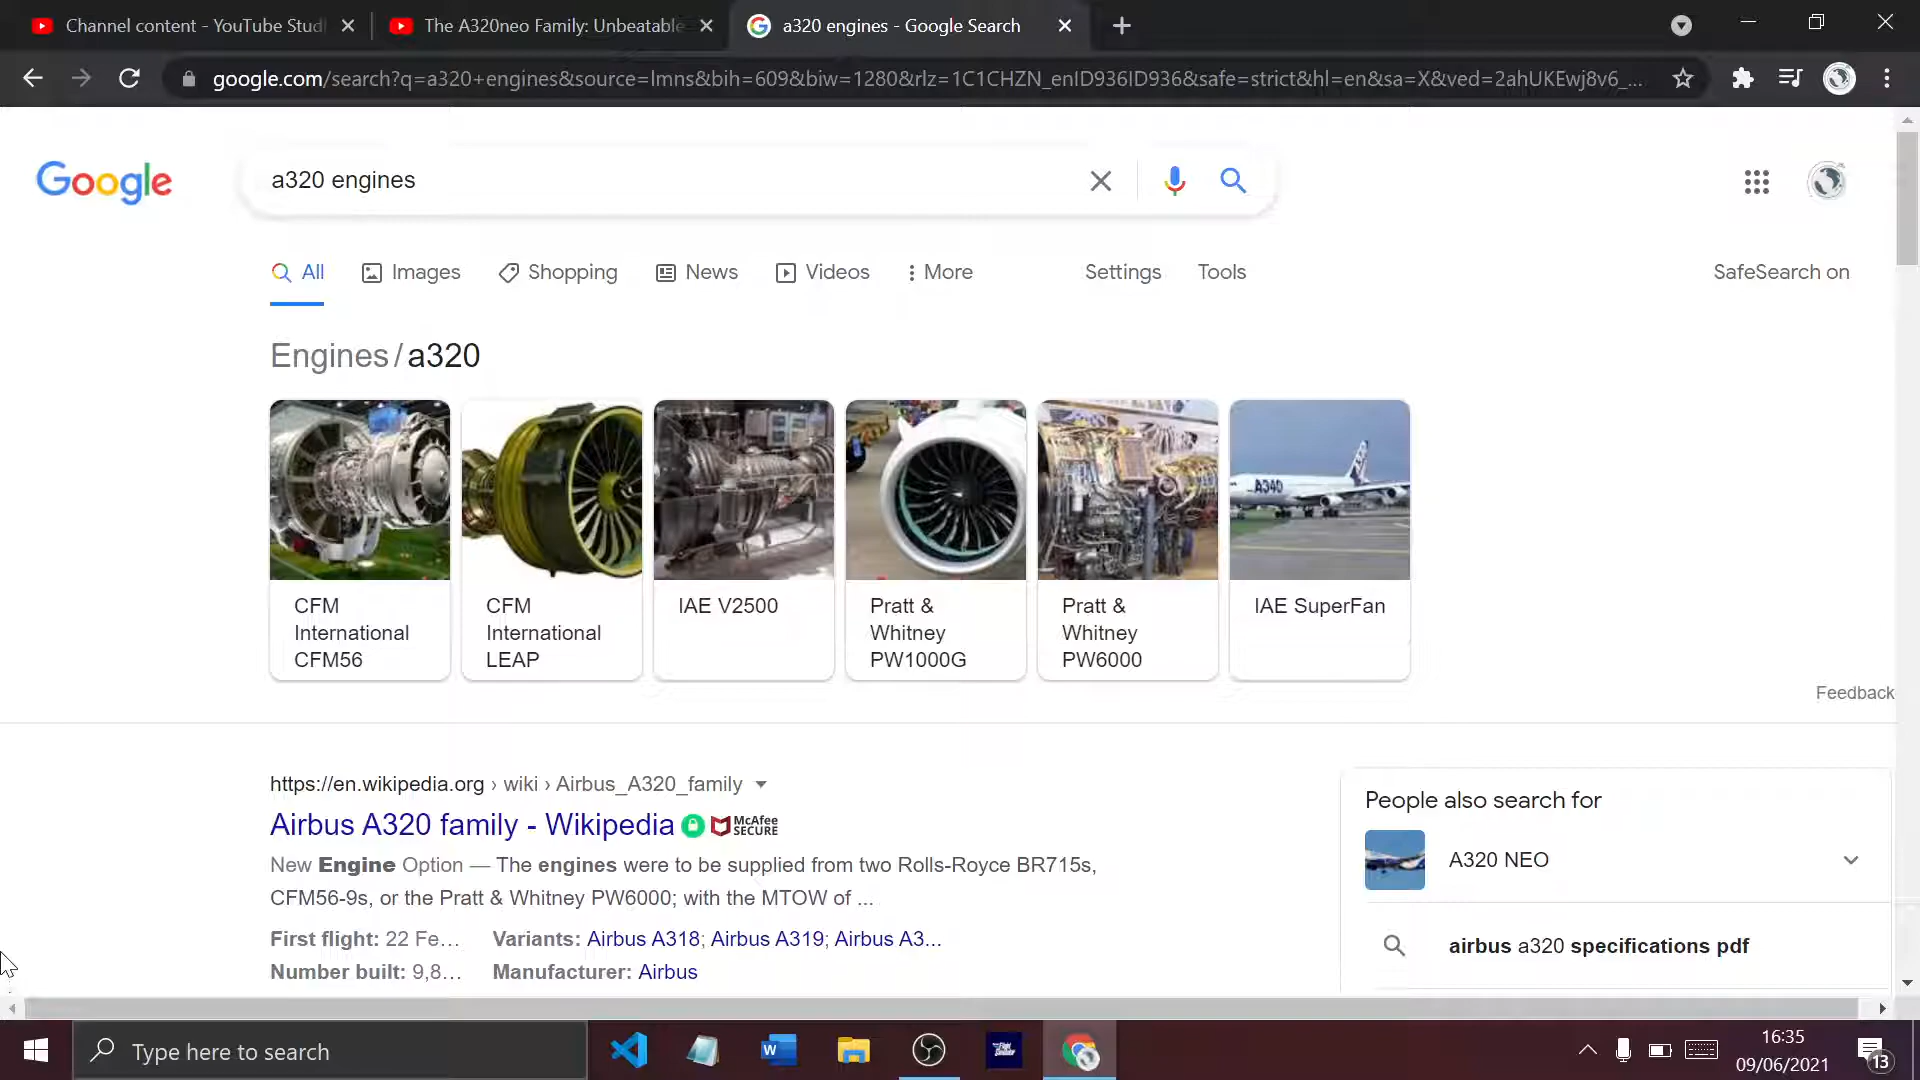 Channel content - YouTube Studi
The A320neo Family: Unbeatable
a320 engines - Google Search
google.com/search?q=a320+engines&source=lmns&bih=609&biw=1280&rlz=1C1CHZN_enID936ID936&safe=strict&hl=en&sa=X&ved=2ahUKEwj8v6_...
Google
a320 engines
All
Images
Shopping
News
Videos
More
Settings
Tools
SafeSearch on
Engines / a320
A340
CFM
International
CFM56
CFM
International
LEAP
IAE V2500
Pratt &
Whitney
PW1000G
Pratt &
Whitney
PW6000
IAE SuperFan
Feedback
https://en.wikipedia.org › wiki › Airbus_A320_family
Airbus A320 family - Wikipedia
McAfee
SECURE
New Engine Option — The engines were to be supplied from two Rolls-Royce BR715s,
CFM56-9s, or the Pratt & Whitney PW6000; with the MTOW of ...
First flight: 22 Fe... Variants: Airbus A318; Airbus A319; Airbus A3...
Number built: 9,8... Manufacturer: Airbus
People also search for
A320 NEO
airbus a320 specifications pdf
Type here to search
16:35
09/06/2021
13